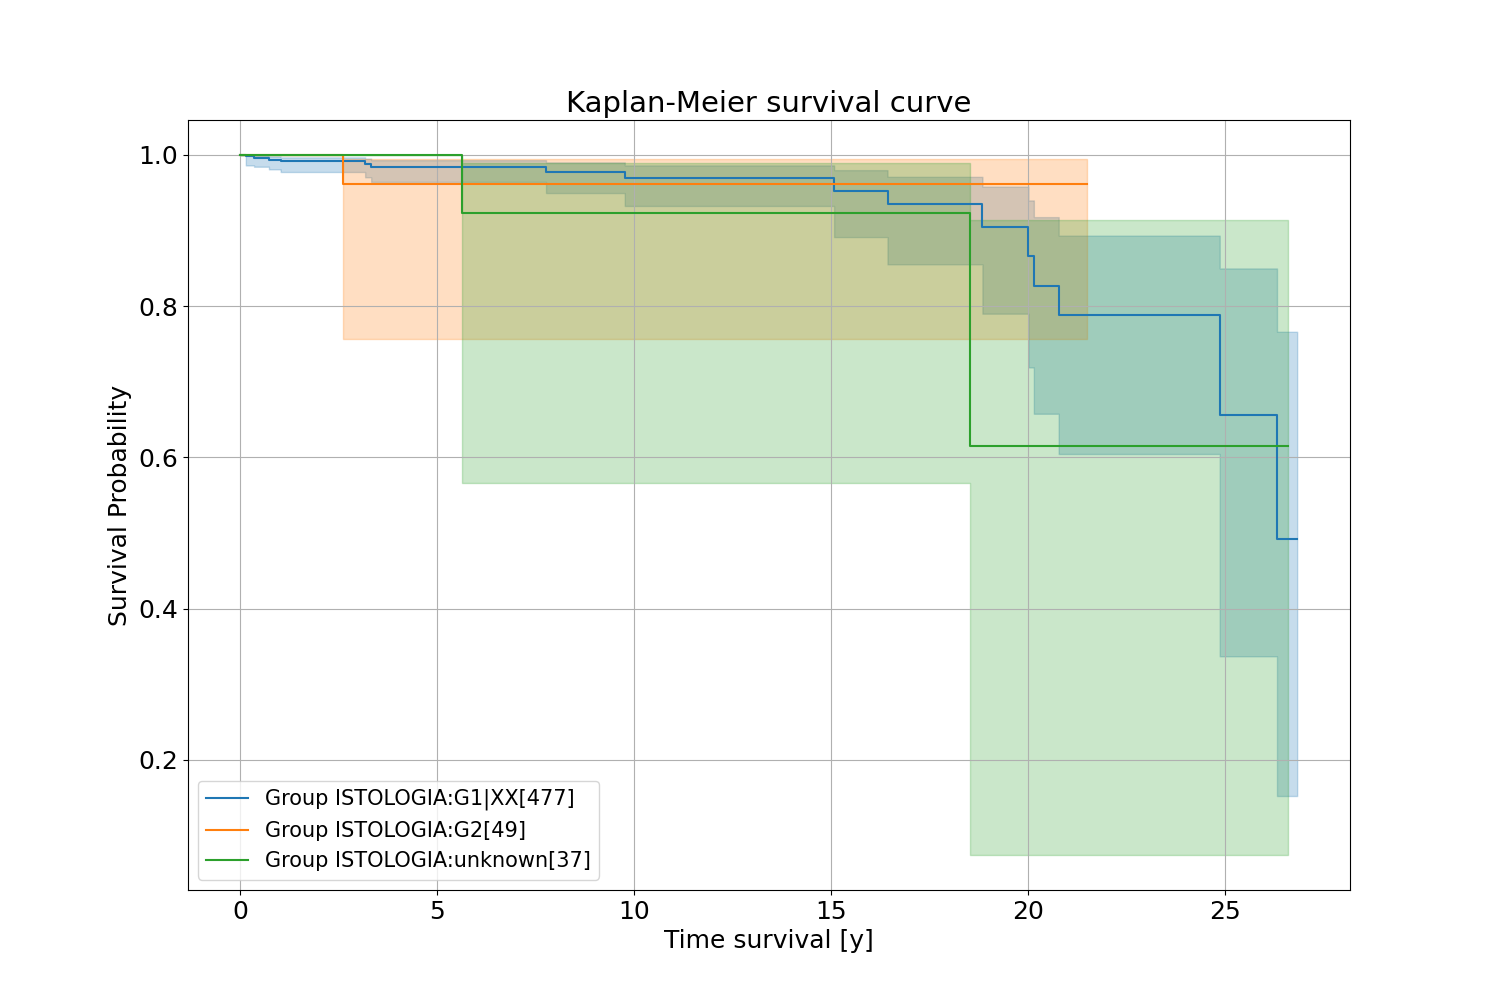 Kaplan-Meier survival curve
1.0
0.8
0.6
0.4
0.2
Survival Probability
Group ISTOLOGIA:G1|XX[477]
Group ISTOLOGIA:G2[49]
Group ISTOLOGIA:unknown[37]
0 5 10 15 20 25
Time survival [y]